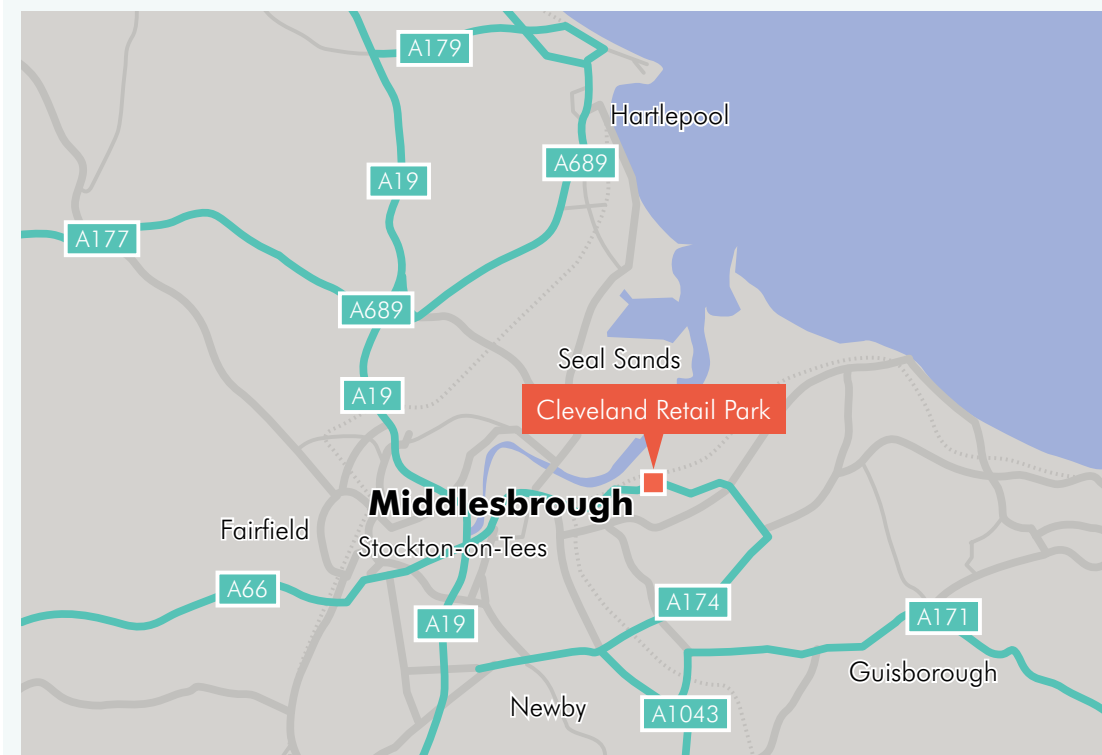 A179
Hartlepool
A689
A19
A177
A689
Seal Sands
A19
Cleveland Retail Park
Middlesbrough
Fairfield
Stockton-on-Tees
A66
A174
A19
A171
Guisborough
Newby
A1043